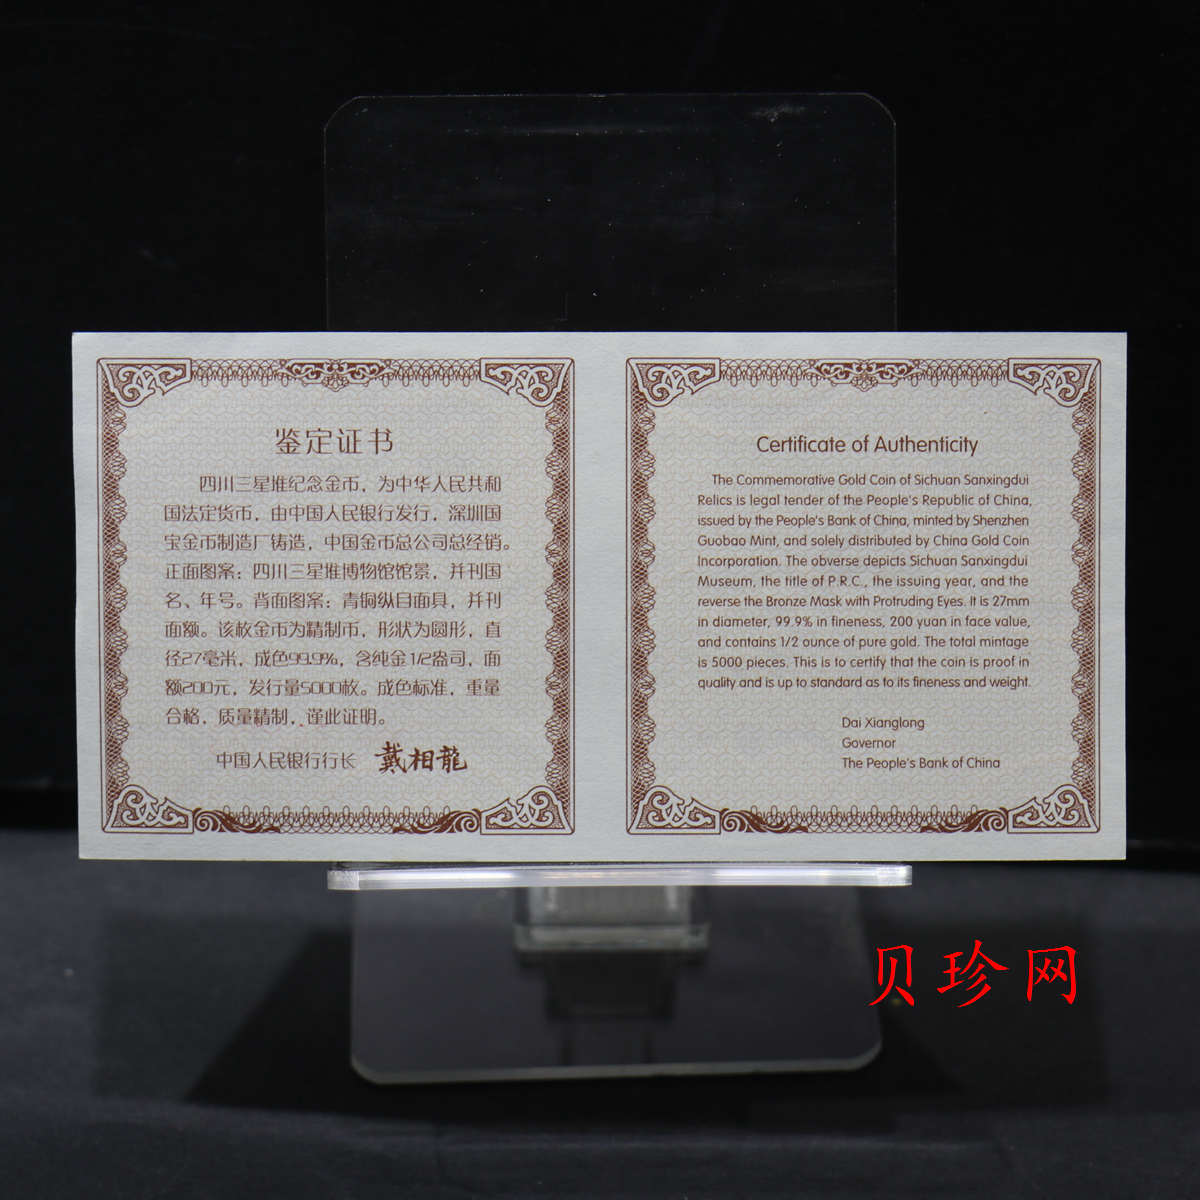 鉴定证书
四川三星堆纪念金币，为中华人民共和
国法定货币，由中国人民银行发行，深圳国
宝金币制造厂铸造，中国金币总公司总经销。
正面图案：四川三星堆博物馆馆景，并刊国
名、年号。背面图案：青铜纵目面具，并刊
面额。该枚金币为精制币，形状为圆形，直
径27毫米，成色99.9%，含纯金1/2盎司，面
额200元，发行量5000枚。成色标准，重量
合格，质量精制，谨此证明。
中国人民银行行长 戴相龍
Certificate of Authenticity
The Commemorative Gold Coin of Sichuan Sanxingdui
Relics is legal tender of the People's Republic of China,
issued by the People's Bank of China, minted by Shenzhen
Guobao Mint, and solely distributed by China Gold Coin
Incorporation. The obverse depicts Sichuan Sanxingdui
Museum, the title of P.R.C., the issuing year, and the
reverse the Bronze Mask with Protruding Eyes. It is 27mm
in diameter, 99.9% in fineness, 200 yuan in face value,
and contains 1/2 ounce of pure gold. The total mintage
is 5000 pieces. This is to certify that the coin is proof in
quality and is up to standard as to its fineness and weight.
Dai Xianglong
Governor
The People's Bank of China
贝珍网